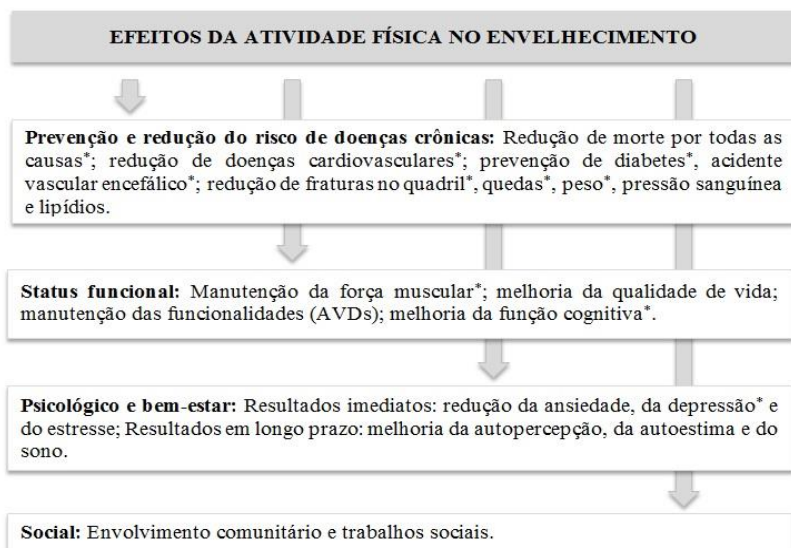 EFEITOS DA ATIVIDADE FÍSICA NO ENVELHECIMENTO
Prevenção e redução do risco de doenças crônicas: Redução de morte por todas as
causas*; redução de doenças cardiovasculares*; prevenção de diabetes*, acidente
vascular encefálico*; redução de fraturas no quadril*, quedas*, peso*, pressão sanguínea
e lipídios.
Status funcional: Manutenção da força muscular*; melhoria da qualidade de vida;
manutenção das funcionalidades (AVDs); melhoria da função cognitiva*.
Psicológico e bem-estar: Resultados imediatos: redução da ansiedade, da depressão* e
do estresse; Resultados em longo prazo: melhoria da autopercepção, da autoestima e do
sono.
Social: Envolvimento comunitário e trabalhos sociais.